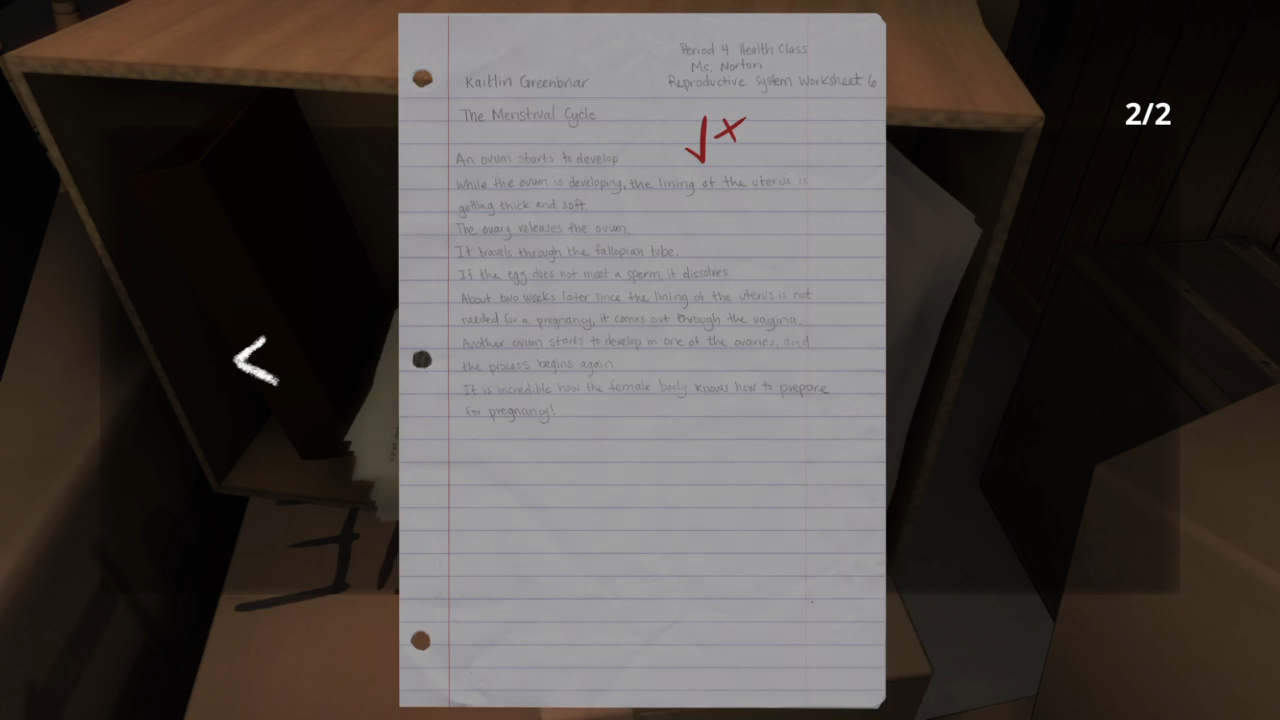 2/2
Period 4 Health Class
Ms. Norton
Kaitlin Greenbriar
Reproductive System Worksheet 6
The Menstrual Cycle
An ovum starts to develop
While the ovum is developing, the lining of the uterus is
getting thick and soft.
The ovary releases the ovum.
It travels through the fallopian tube.
If the egg does not meet a sperm, it dissolves
About two weeks later since the lining of the uterus is not
needed for a pregnancy, it comes out through the vagina.
Another ovum starts to develop in one of the ovaries, and
the process begins again.
It is incredible how the female body knows how to prepare
for pregnancy!